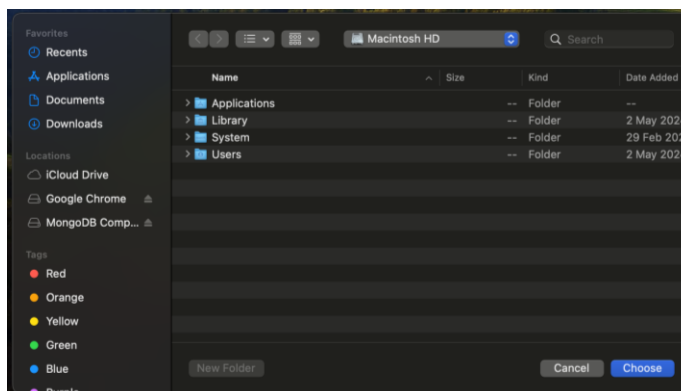 Favorites
Recents
Applications
Documents
Downloads
Locations
iCloud Drive
Google Chrome
MongoDB Comp...
Tags
Red
Orange
Yellow
Green
Blue
Macintosh HD
Search
Name Size Kind Date Added
Applications -- Folder --
Library -- Folder 2 May 202
System -- Folder 29 Feb 202
Users -- Folder 2 May 202
New Folder
Cancel
Choose